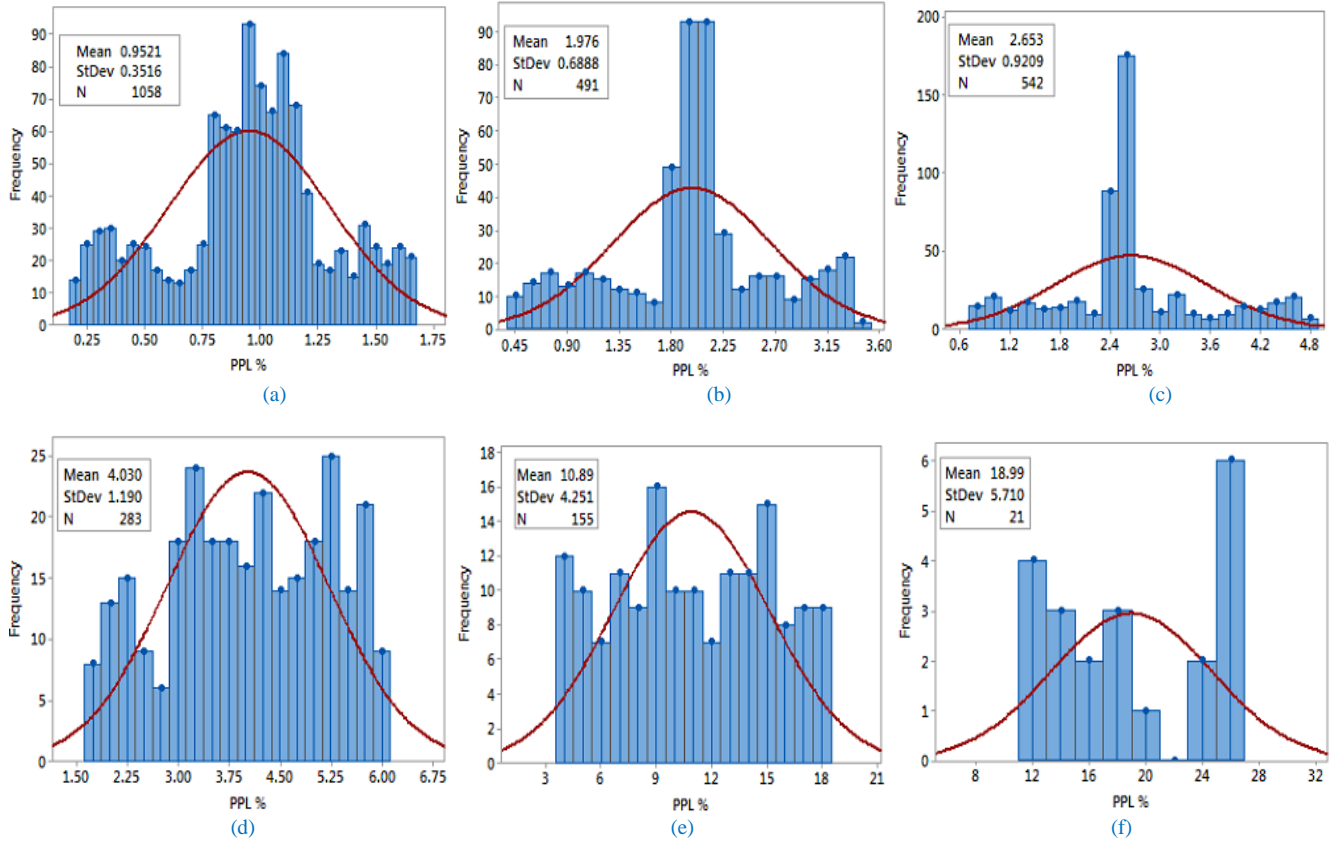 90
80
70
60
50
40
30
20
10
0
Frequency
Mean 0.9521
StDev 0.3516
N 1058
0.25 0.50 0.75 1.00 1.25 1.50 1.75
PPL %
(a)
90
80
70
60
50
40
30
20
10
0
Frequency
Mean 1.976
StDev 0.6888
N 491
0.45 0.90 1.35 1.80 2.25 2.70 3.15 3.60
PPL %
(b)
200
150
100
50
0
Frequency
Mean 2.653
StDev 0.9209
N 542
0.6 1.2 1.8 2.4 3.0 3.6 4.2 4.8
PPL %
(c)
25
20
15
10
5
0
Frequency
Mean 4.030
StDev 1.190
N 283
1.50 2.25 3.00 3.75 4.50 5.25 6.00 6.75
PPL %
(d)
18
16
14
12
10
8
6
4
2
0
Frequency
Mean 10.89
StDev 4.251
N 155
3 6 9 12 15 18 21
PPL %
(e)
6
5
4
3
2
1
0
Frequency
Mean 18.99
StDev 5.710
N 21
8 12 16 20 24 28 32
PPL %
(f)